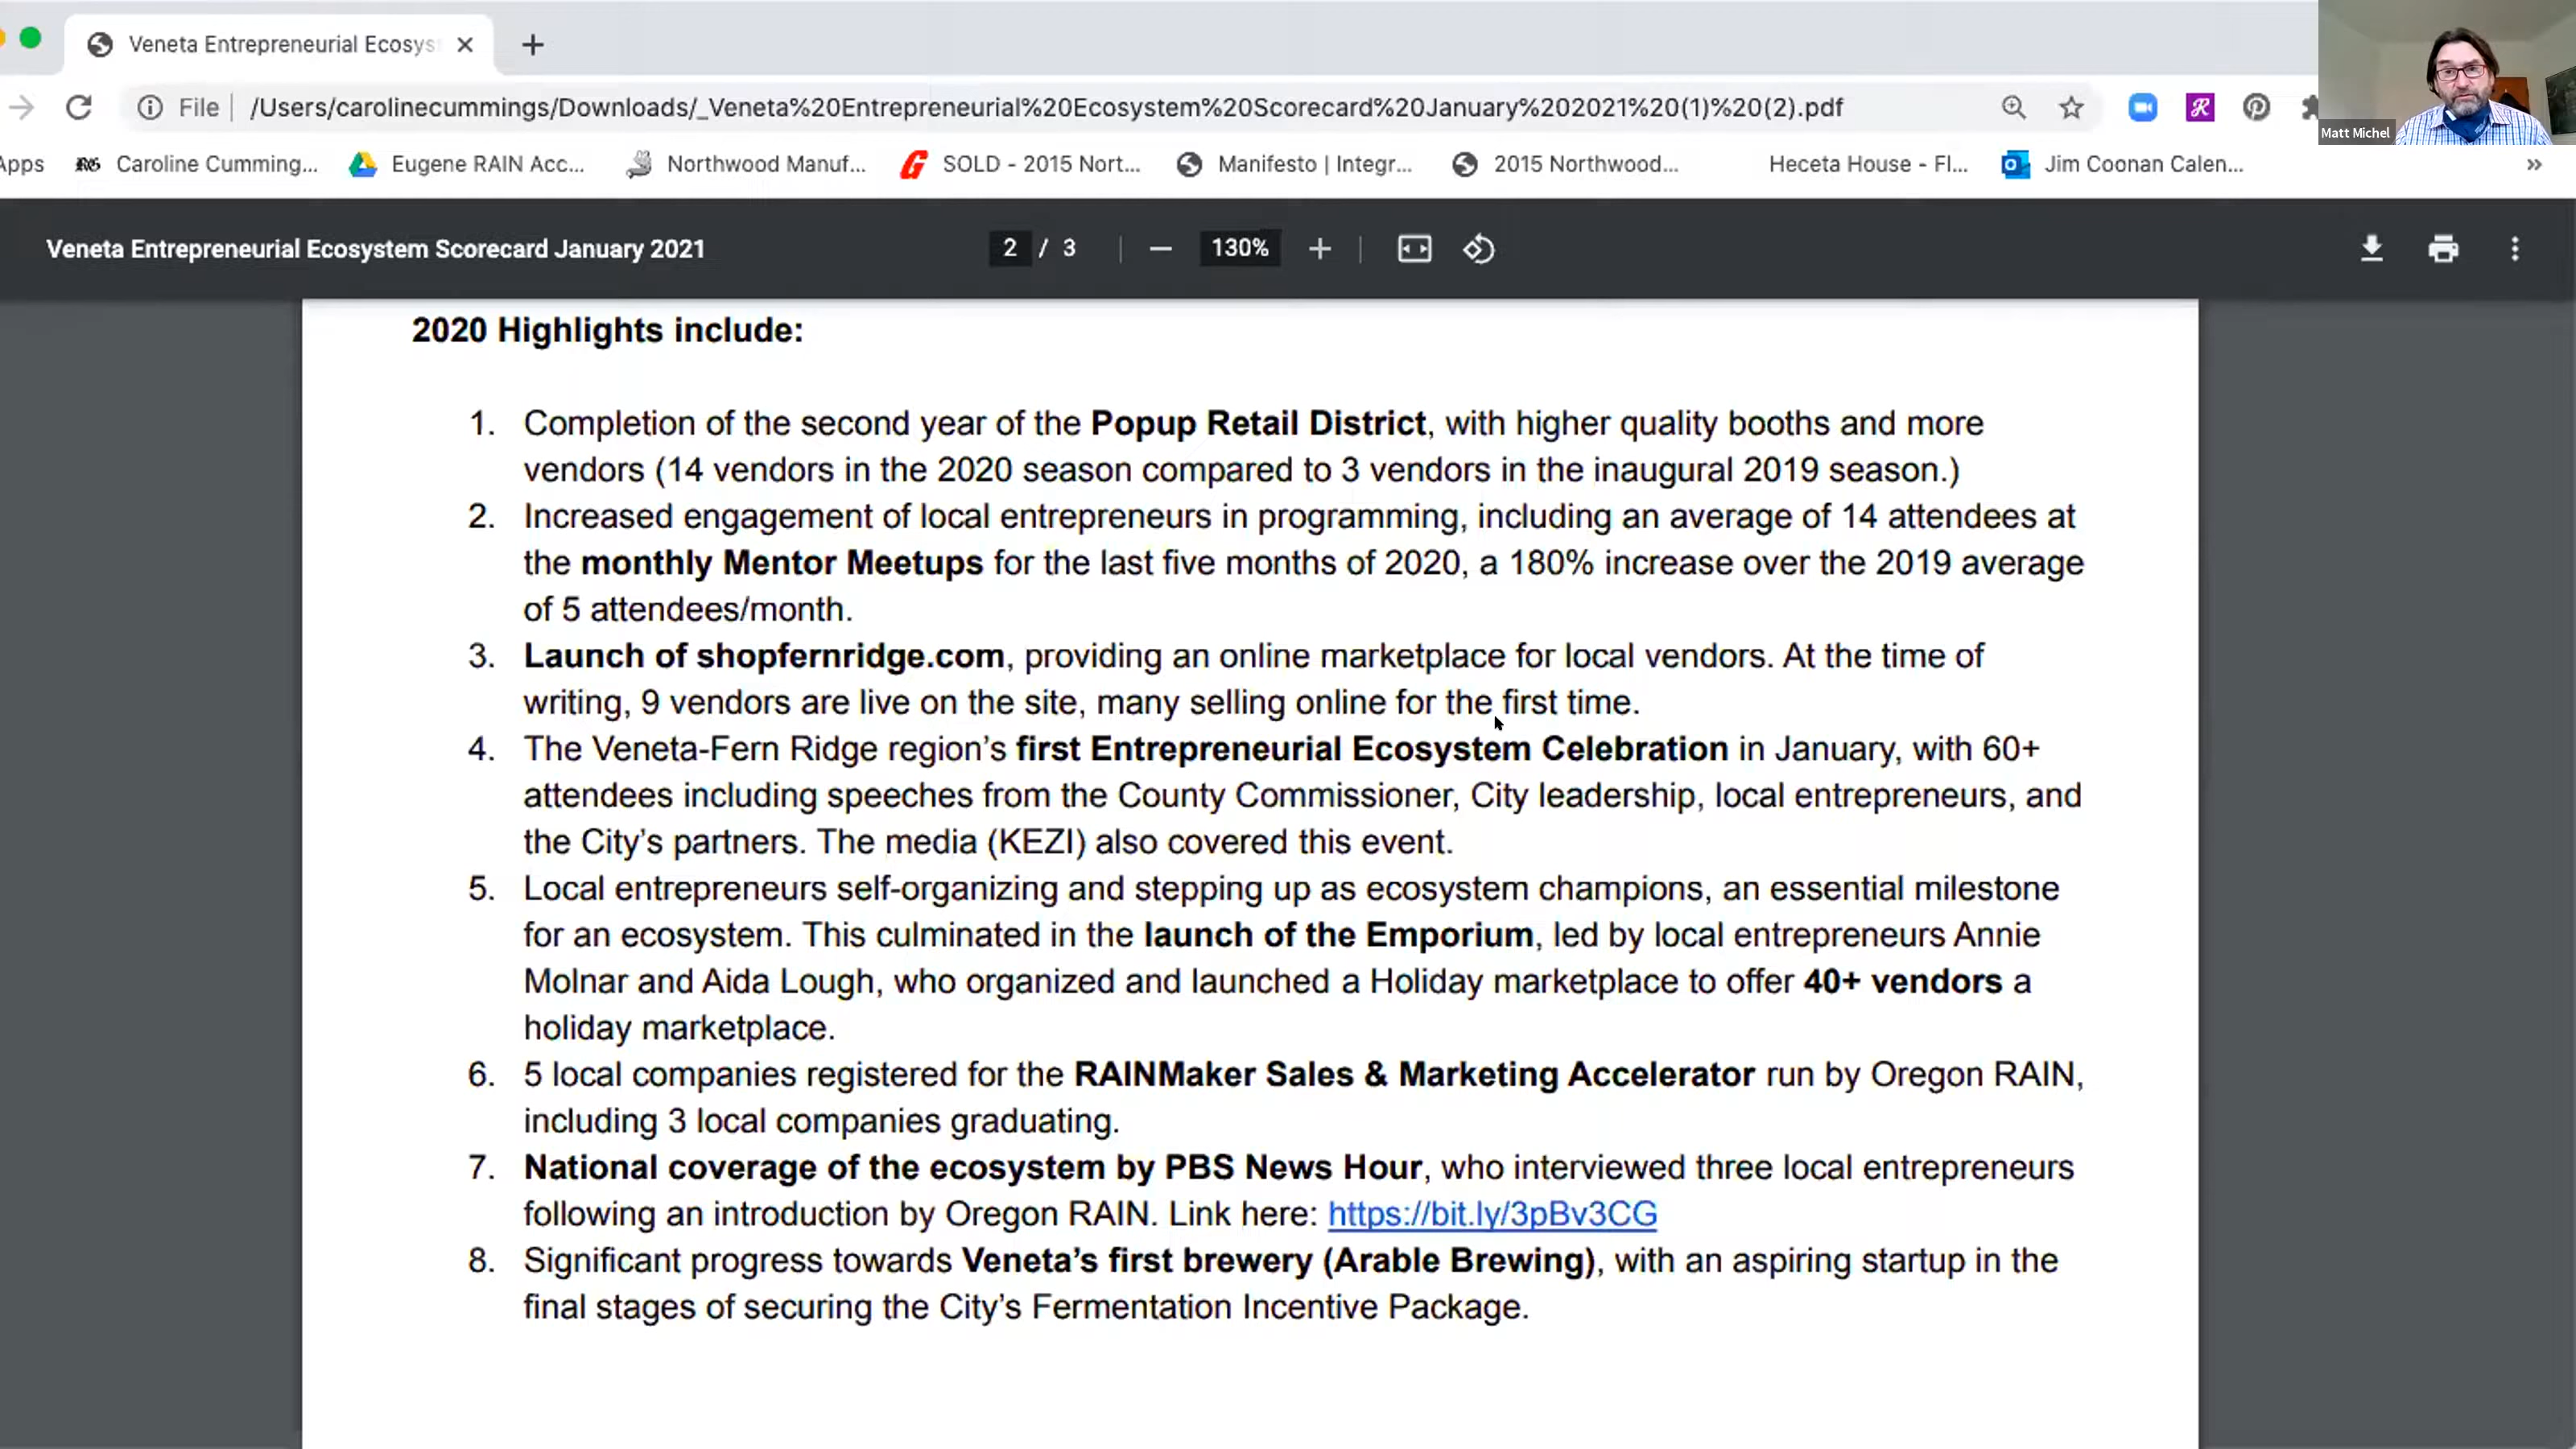 Veneta Entrepreneurial Ecosys
File /Users/carolinecummings/Downloads/_Veneta%20Entrepreneurial%20Ecosystem%20Scorecard%20January%202021%20(1)%20(2).pdf
Matt Michel
Apps Caroline Cumming... Eugene RAIN Acc... Northwood Manuf... SOLD - 2015 Nort... Manifesto | Integr... 2015 Northwood... Heceta House - Fl... Jim Coonan Calen... »
Veneta Entrepreneurial Ecosystem Scorecard January 2021 2 / 3 130%
2020 Highlights include:
1. Completion of the second year of the Popup Retail District, with higher quality booths and more
vendors (14 vendors in the 2020 season compared to 3 vendors in the inaugural 2019 season.)
2. Increased engagement of local entrepreneurs in programming, including an average of 14 attendees at
the monthly Mentor Meetups for the last five months of 2020, a 180% increase over the 2019 average
of 5 attendees/month.
3. Launch of shopfernridge.com, providing an online marketplace for local vendors. At the time of
writing, 9 vendors are live on the site, many selling online for the first time.
4. The Veneta-Fern Ridge region's first Entrepreneurial Ecosystem Celebration in January, with 60+
attendees including speeches from the County Commissioner, City leadership, local entrepreneurs, and
the City's partners. The media (KEZI) also covered this event.
5. Local entrepreneurs self-organizing and stepping up as ecosystem champions, an essential milestone
for an ecosystem. This culminated in the launch of the Emporium, led by local entrepreneurs Annie
Molnar and Aida Lough, who organized and launched a Holiday marketplace to offer 40+ vendors a
holiday marketplace.
6. 5 local companies registered for the RAINMaker Sales & Marketing Accelerator run by Oregon RAIN,
including 3 local companies graduating.
7. National coverage of the ecosystem by PBS News Hour, who interviewed three local entrepreneurs
following an introduction by Oregon RAIN. Link here: https://bit.ly/3pBv3CG
8. Significant progress towards Veneta's first brewery (Arable Brewing), with an aspiring startup in the
final stages of securing the City's Fermentation Incentive Package.